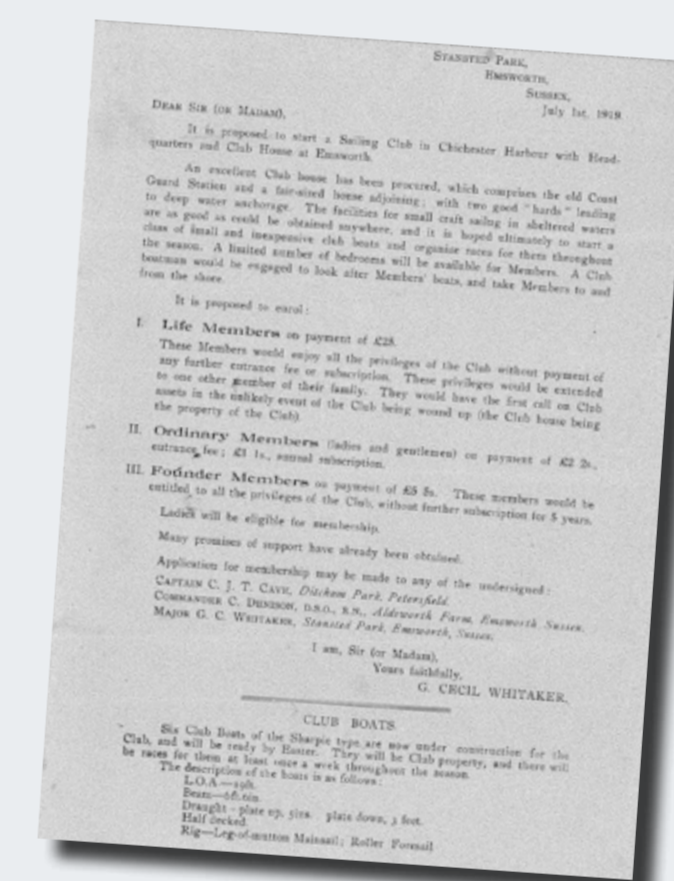 STANSTED PARK,
EMSWORTH,
SUSSEX,
July 1st, 1919.
DEAR SIR (OR MADAM),
It is proposed to start a Sailing Club in Chichester Harbour with Head-
quarters and Club House at Emsworth.
An excellent Club house has been procured, which comprises the old Coast
Guard Station and a fair-sized house adjoining; with two good "hards" leading
to deep water anchorage. The facilities for small craft sailing in sheltered waters
are as good as could be obtained anywhere, and it is hoped ultimately to start a
class of small and inexpensive club boats and organise races for them throughout
the season. A limited number of bedrooms will be available for Members. A Club
boatman would be engaged to look after Members' boats, and take Members to and
from the shore.
It is proposed to enrol:
I. Life Members on payment of £25.
These Members would enjoy all the privileges of the Club without payment of
any further entrance fee or subscription. These privileges would be extended
to one other member of their family. They would have the first call on Club
assets in the unlikely event of the Club being wound up (the Club house being
the property of the Club).
II. Ordinary Members (ladies and gentlemen) on payment of £2 2s.,
entrance fee; £1 1s., annual subscription.
III. Founder Members on payment of £5 5s. These members would be
entitled to all the privileges of the Club, without further subscription for 5 years.
Ladies will be eligible for membership.
Many promises of support have already been obtained.
Application for membership may be made to any of the undersigned:
CAPTAIN C. J. T. CAVE, Ditcham Park, Petersfield.
COMMANDER C. DENISON, D.S.O., R.N., Aldsworth Farm, Emsworth, Sussex.
MAJOR G. C. WHITAKER, Stansted Park, Emsworth, Sussex.
I am, Sir (or Madam),
Yours faithfully,
G. CECIL WHITAKER.
CLUB BOATS.
Six Club Boats of the Sharpie type are now under construction for the
Club, and will be ready by Easter. They will be Club property, and there will
be races for them at least once a week throughout the season.
The description of the boats is as follows:
L.O.A.—
Beam—
Draught - plate up, plate down, 3 feet.
Half decked.
Rig—Leg-of-mutton Mainsail; Roller Foresail